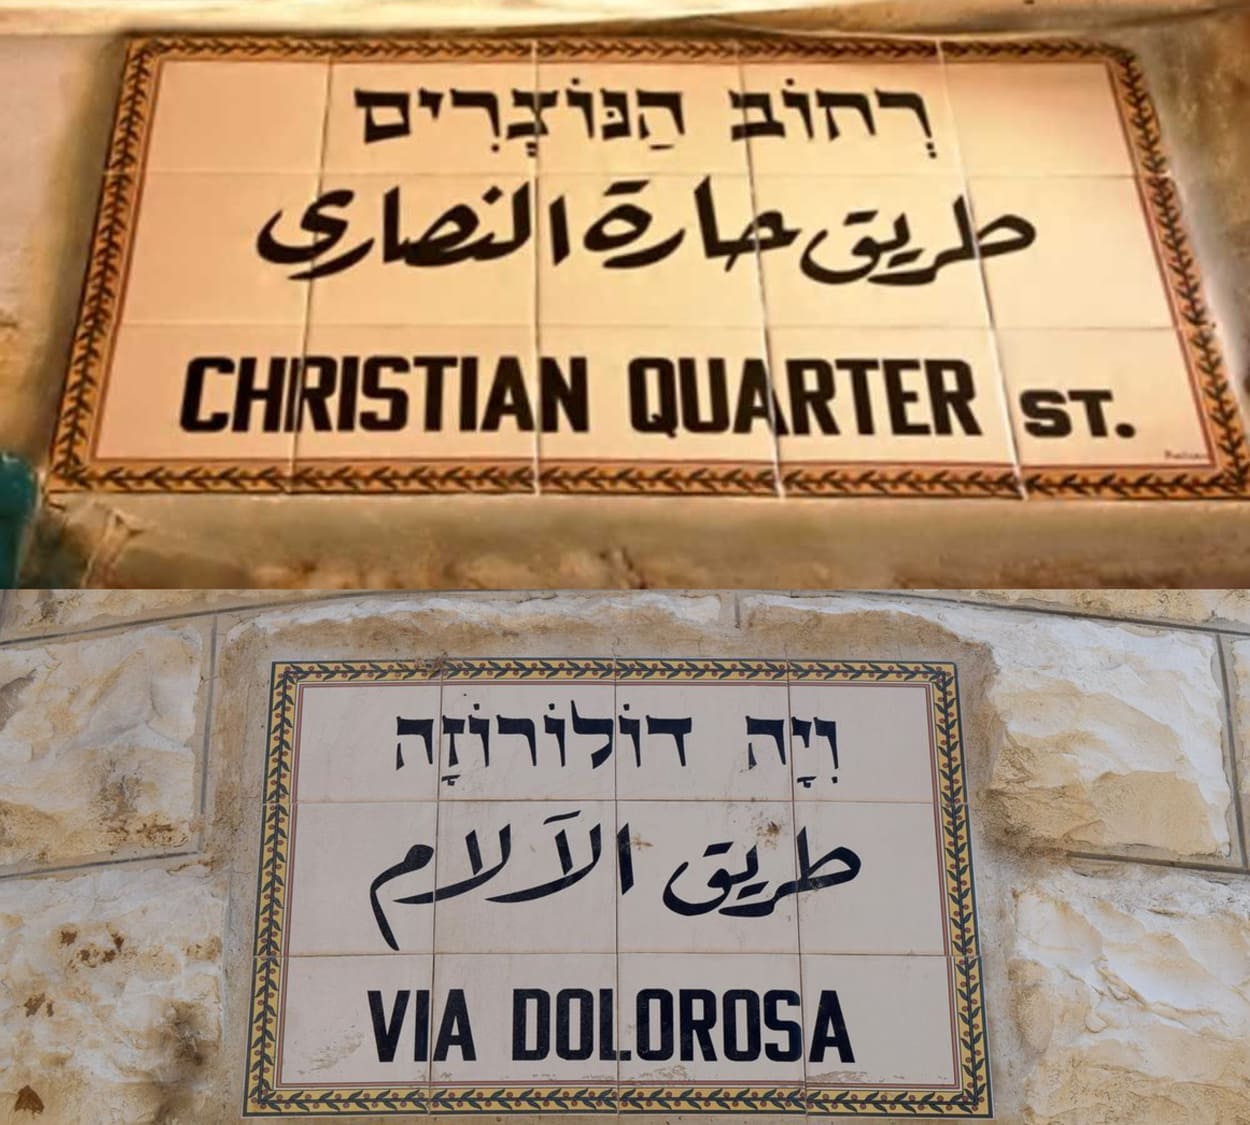 רְחוֹב הַנּוֹצְרִים
طريق حارة النصارى
CHRISTIAN QUARTER ST.
וִיָה דוֹלוֹרוֹזָה
طريق الآلام
VIA DOLOROSA